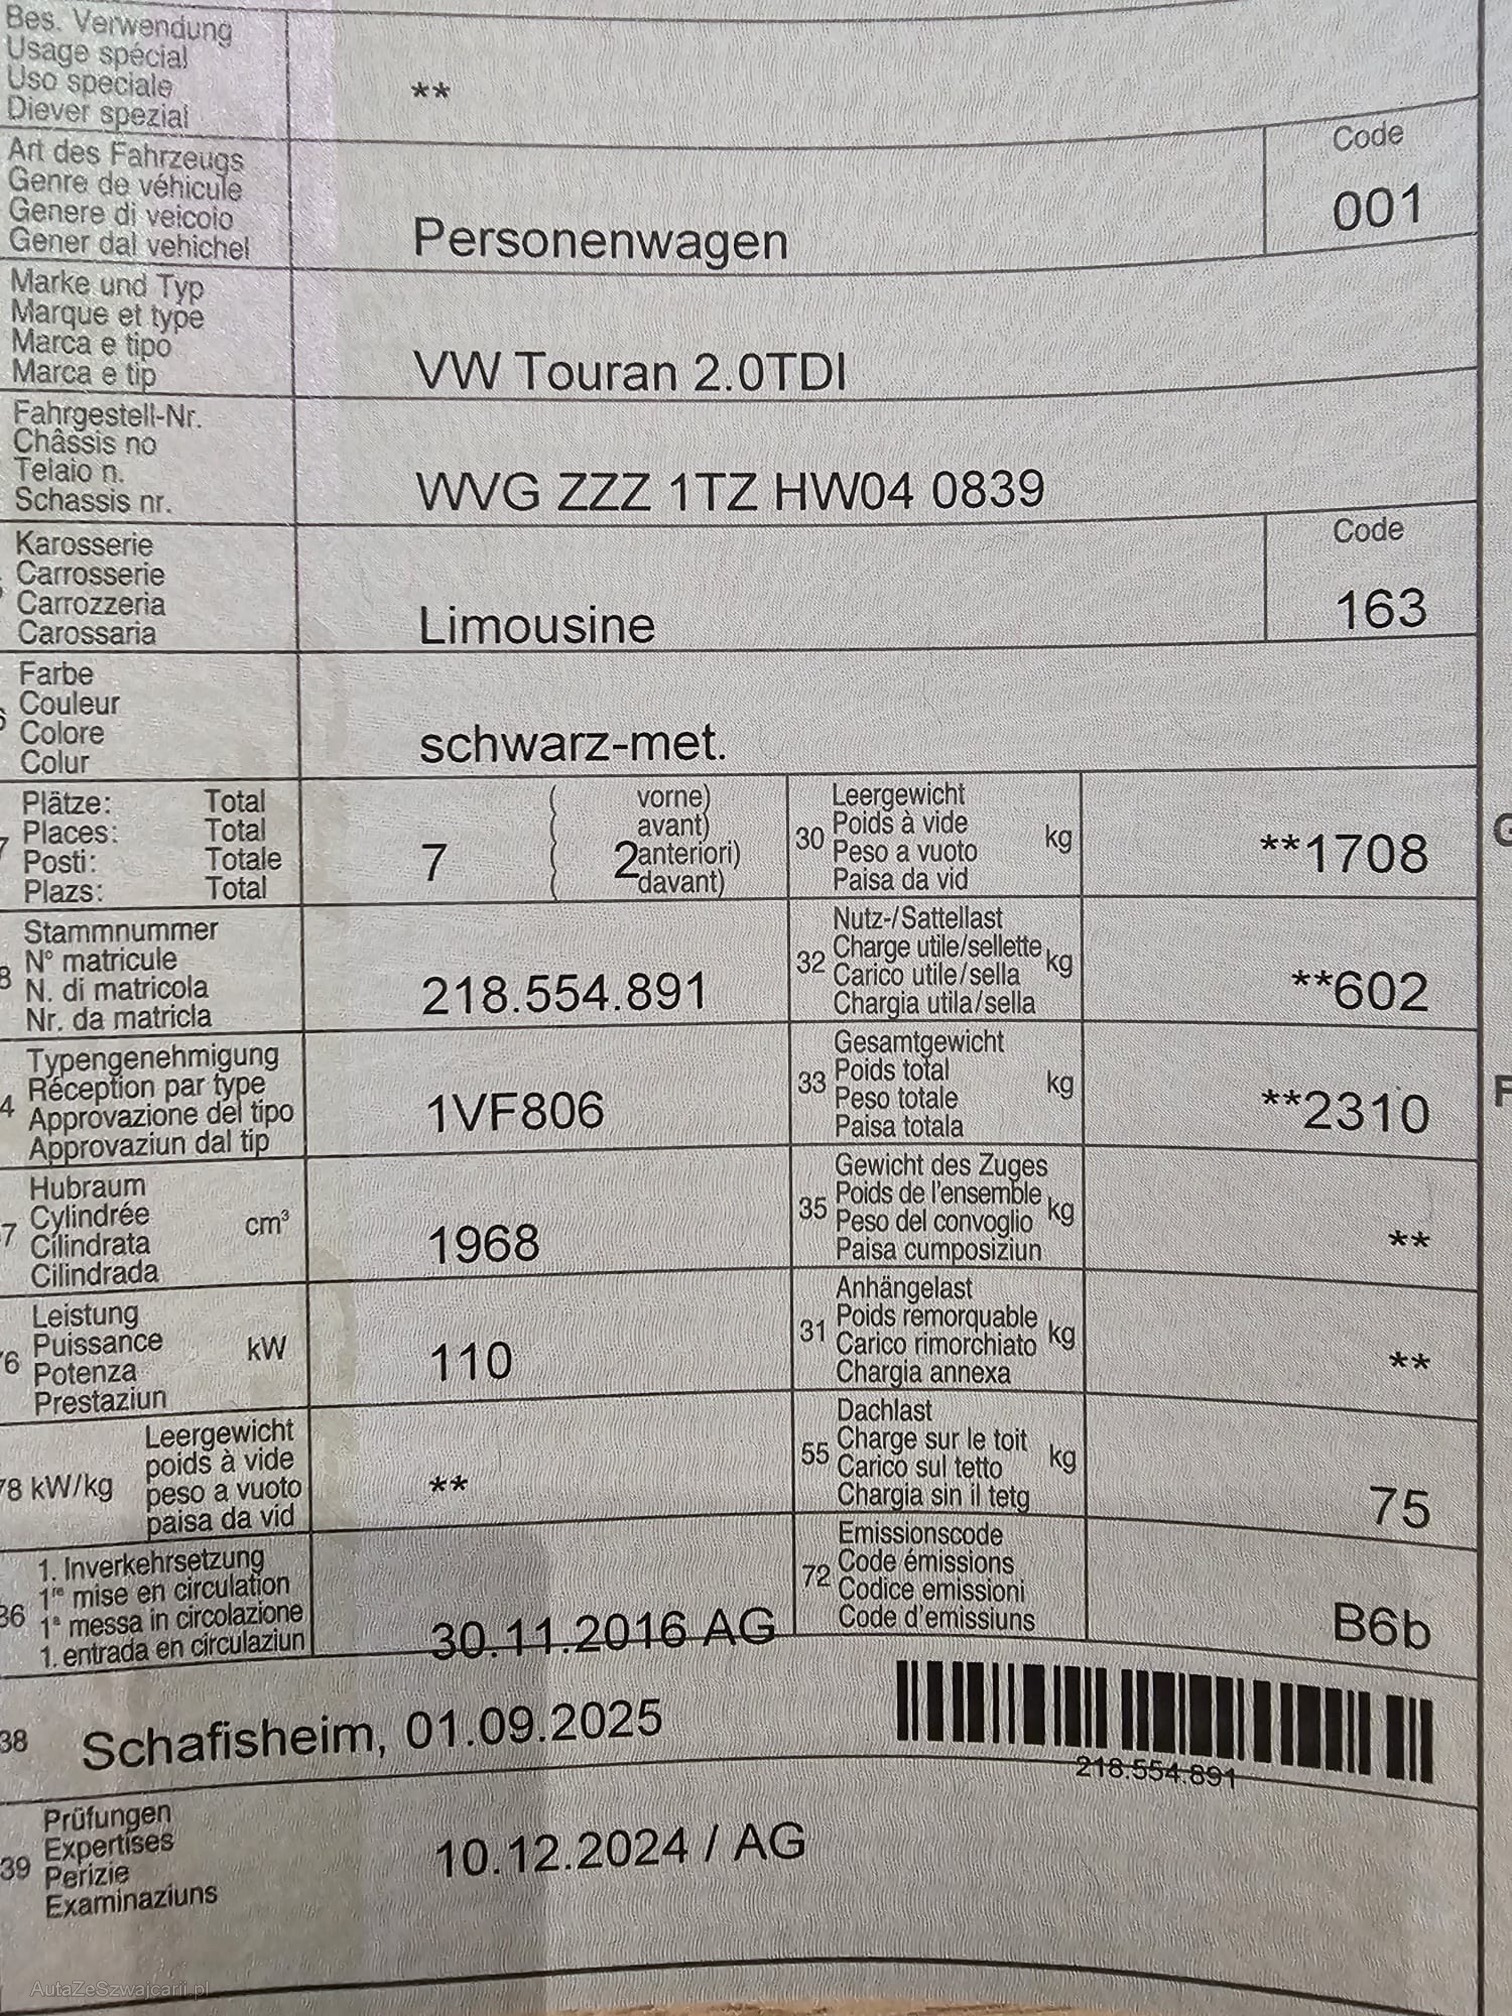 Bes. Verwendung
Usage spécial
Uso speciale
Diever spezial
**
Art des Fahrzeugs
Genre de véhicule
Genere di veicolo
Gener dal vehichel
Personenwagen
Code
001
Marke und Typ
Marque et type
Marca e tipo
Marca e tip
VW Touran 2.0TDI
Fahrgestell-Nr.
Châssis no
Telaio n.
Schassis nr.
WVG ZZZ 1TZ HW04 0839
Karosserie
Carrosserie
Carrozzeria
Carossaria
Limousine
Code
163
Farbe
Couleur
Colore
Colur
schwarz-met.
Plätze: Total
Places: Total
Posti: Totale
Plazs: Total
7
( vorne)
( avant)
( 2 anteriori)
( davant)
30 Leergewicht
Poids à vide
Peso a vuoto
Paisa da vid
kg
**1708
Stammnummer
N° matricule
N. di matricola
Nr. da matricla
218.554.891
32 Nutz-/Sattellast
Charge utile/sellette
Carico utile/sella
Chargia utila/sella
kg
**602
Typengenehmigung
Réception par type
Approvazione del tipo
Approvaziun dal tip
1VF806
33 Gesamtgewicht
Poids total
Peso totale
Paisa totala
kg
**2310
Hubraum
Cylindrée
Cilindrata
Cilindrada
cm³
1968
35 Gewicht des Zuges
Poids de l'ensemble
Peso del convoglio
Paisa cumposiziun
kg
**
Leistung
Puissance
Potenza
Prestaziun
kW
110
31 Anhängelast
Poids remorquable
Carico rimorchiato
Chargia annexa
kg
**
78 kW/kg
Leergewicht
poids à vide
peso a vuoto
paisa da vid
**
55 Dachlast
Charge sur le toit
Carico sul tetto
Chargia sin il tetg
kg
75
36 1. Inverkehrsetzung
1re mise en circulation
1a messa in circolazione
1. entrada en circulaziun
30.11.2016 AG
72 Emissionscode
Code émissions
Codice emissioni
Code d'emissiuns
B6b
38 Schafisheim, 01.09.2025
218.554.891
39 Prüfungen
Expertises
Perizie
Examinaziuns
10.12.2024 / AG
AutaZeSzwajcarii.pl